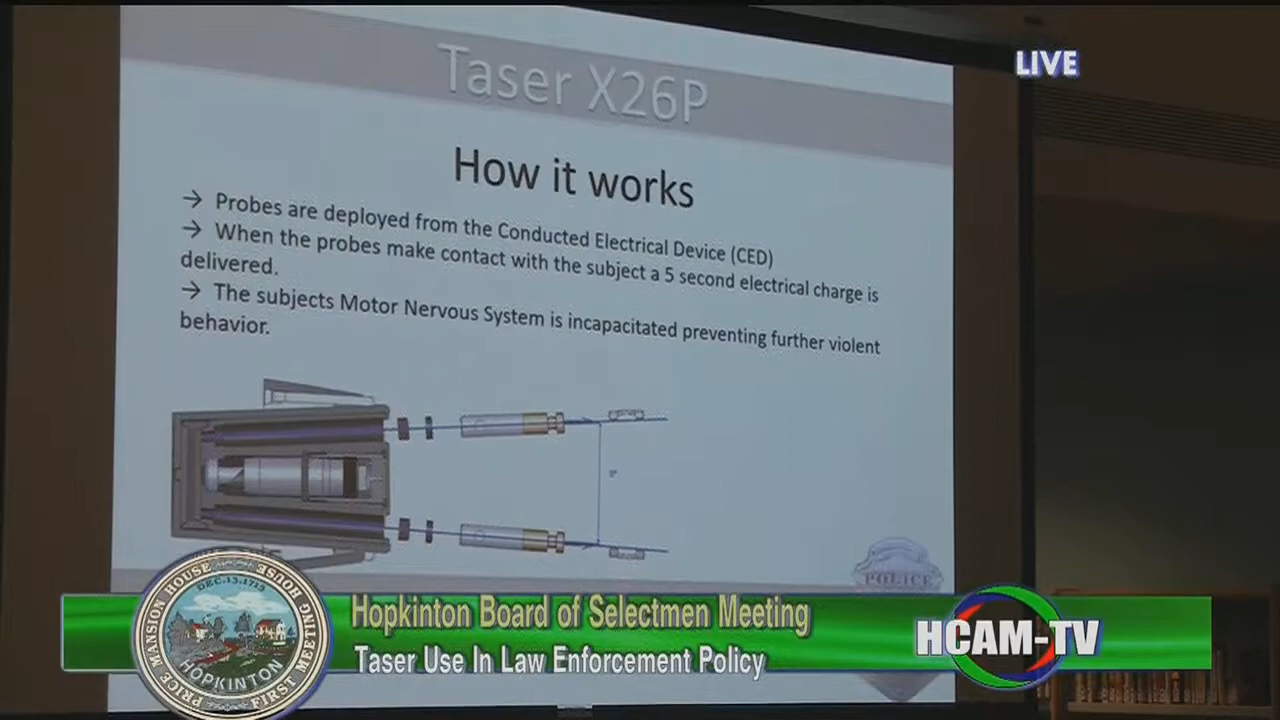 LIVE
Taser X26P
How it works
→ Probes are deployed from the Conducted Electrical Device (CED)
→ When the probes make contact with the subject a 5 second electrical charge is
delivered.
→ The subjects Motor Nervous System is incapacitated preventing further violent
behavior.
POLICE
Hopkinton Board of Selectmen Meeting
Taser Use In Law Enforcement Policy
HCAM-TV
PRICE MANSION HOUSE FIRST MEETING HOUSE
DEC.13.1715
HOPKINTON